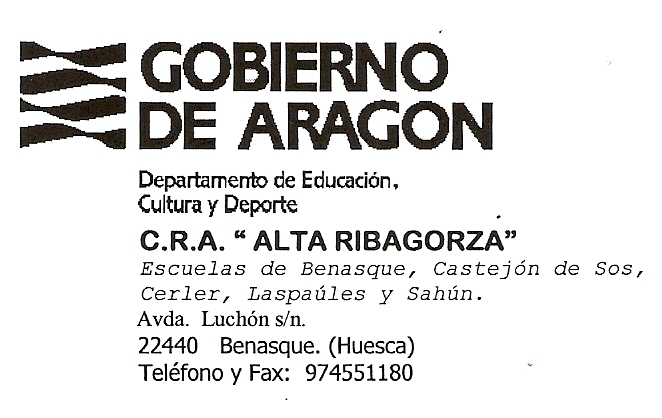 GOBIERNO
DE ARAGON
Departamento de Educación,
Cultura y Deporte
C.R.A. “ ALTA RIBAGORZA”
Escuelas de Benasque, Castejón de Sos,
Cerler, Laspaúles y Sahún.
Avda. Luchón s/n.
22440 Benasque. (Huesca)
Teléfono y Fax: 974551180